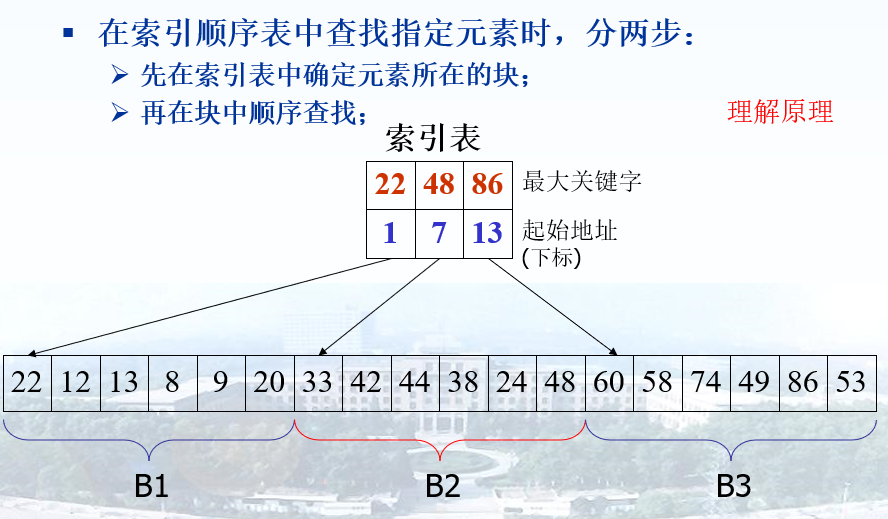 ▪ 在索引顺序表中查找指定元素时，分两步：
➢ 先在索引表中确定元素所在的块；
➢ 再在块中顺序查找；
理解原理
索引表
22 48 86 最大关键字
1 7 13 起始地址
(下标)
22 12 13 8 9 20 33 42 44 38 24 48 60 58 74 49 86 53
B1 B2 B3